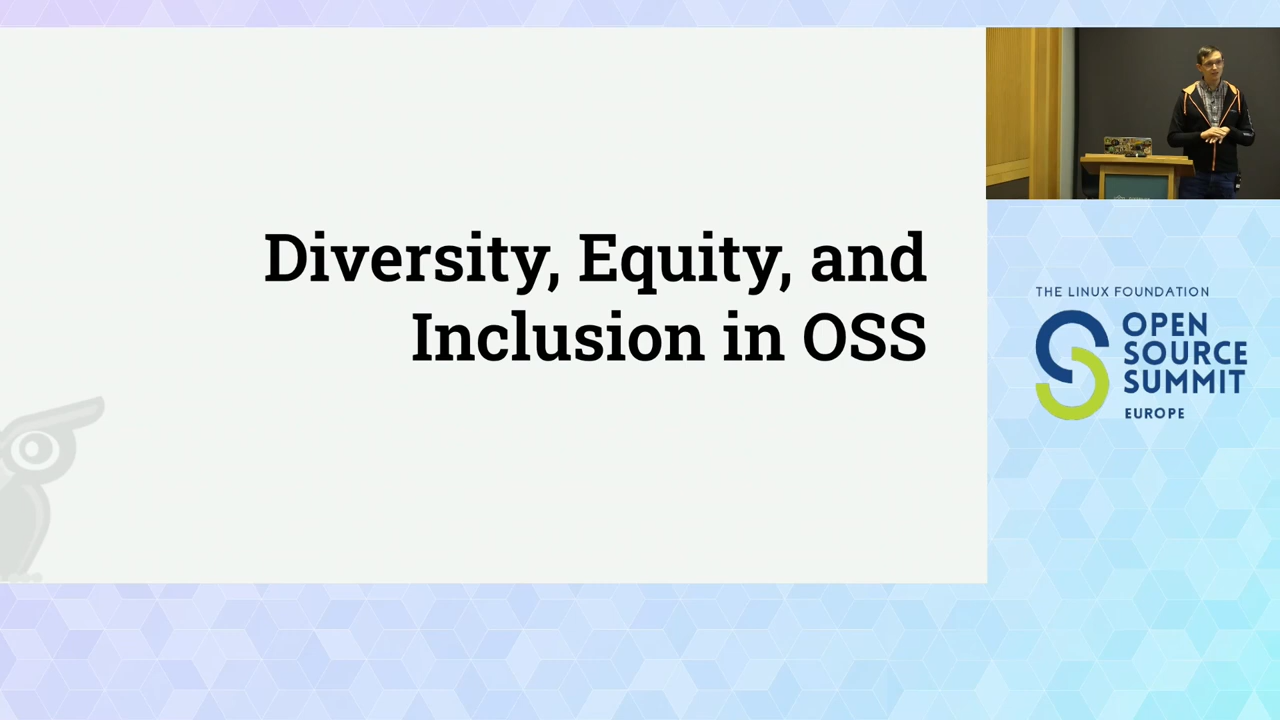 Diversity, Equity, and
Inclusion in OSS
THE LINUX FOUNDATION
OPEN
SOURCE
SUMMIT
EUROPE